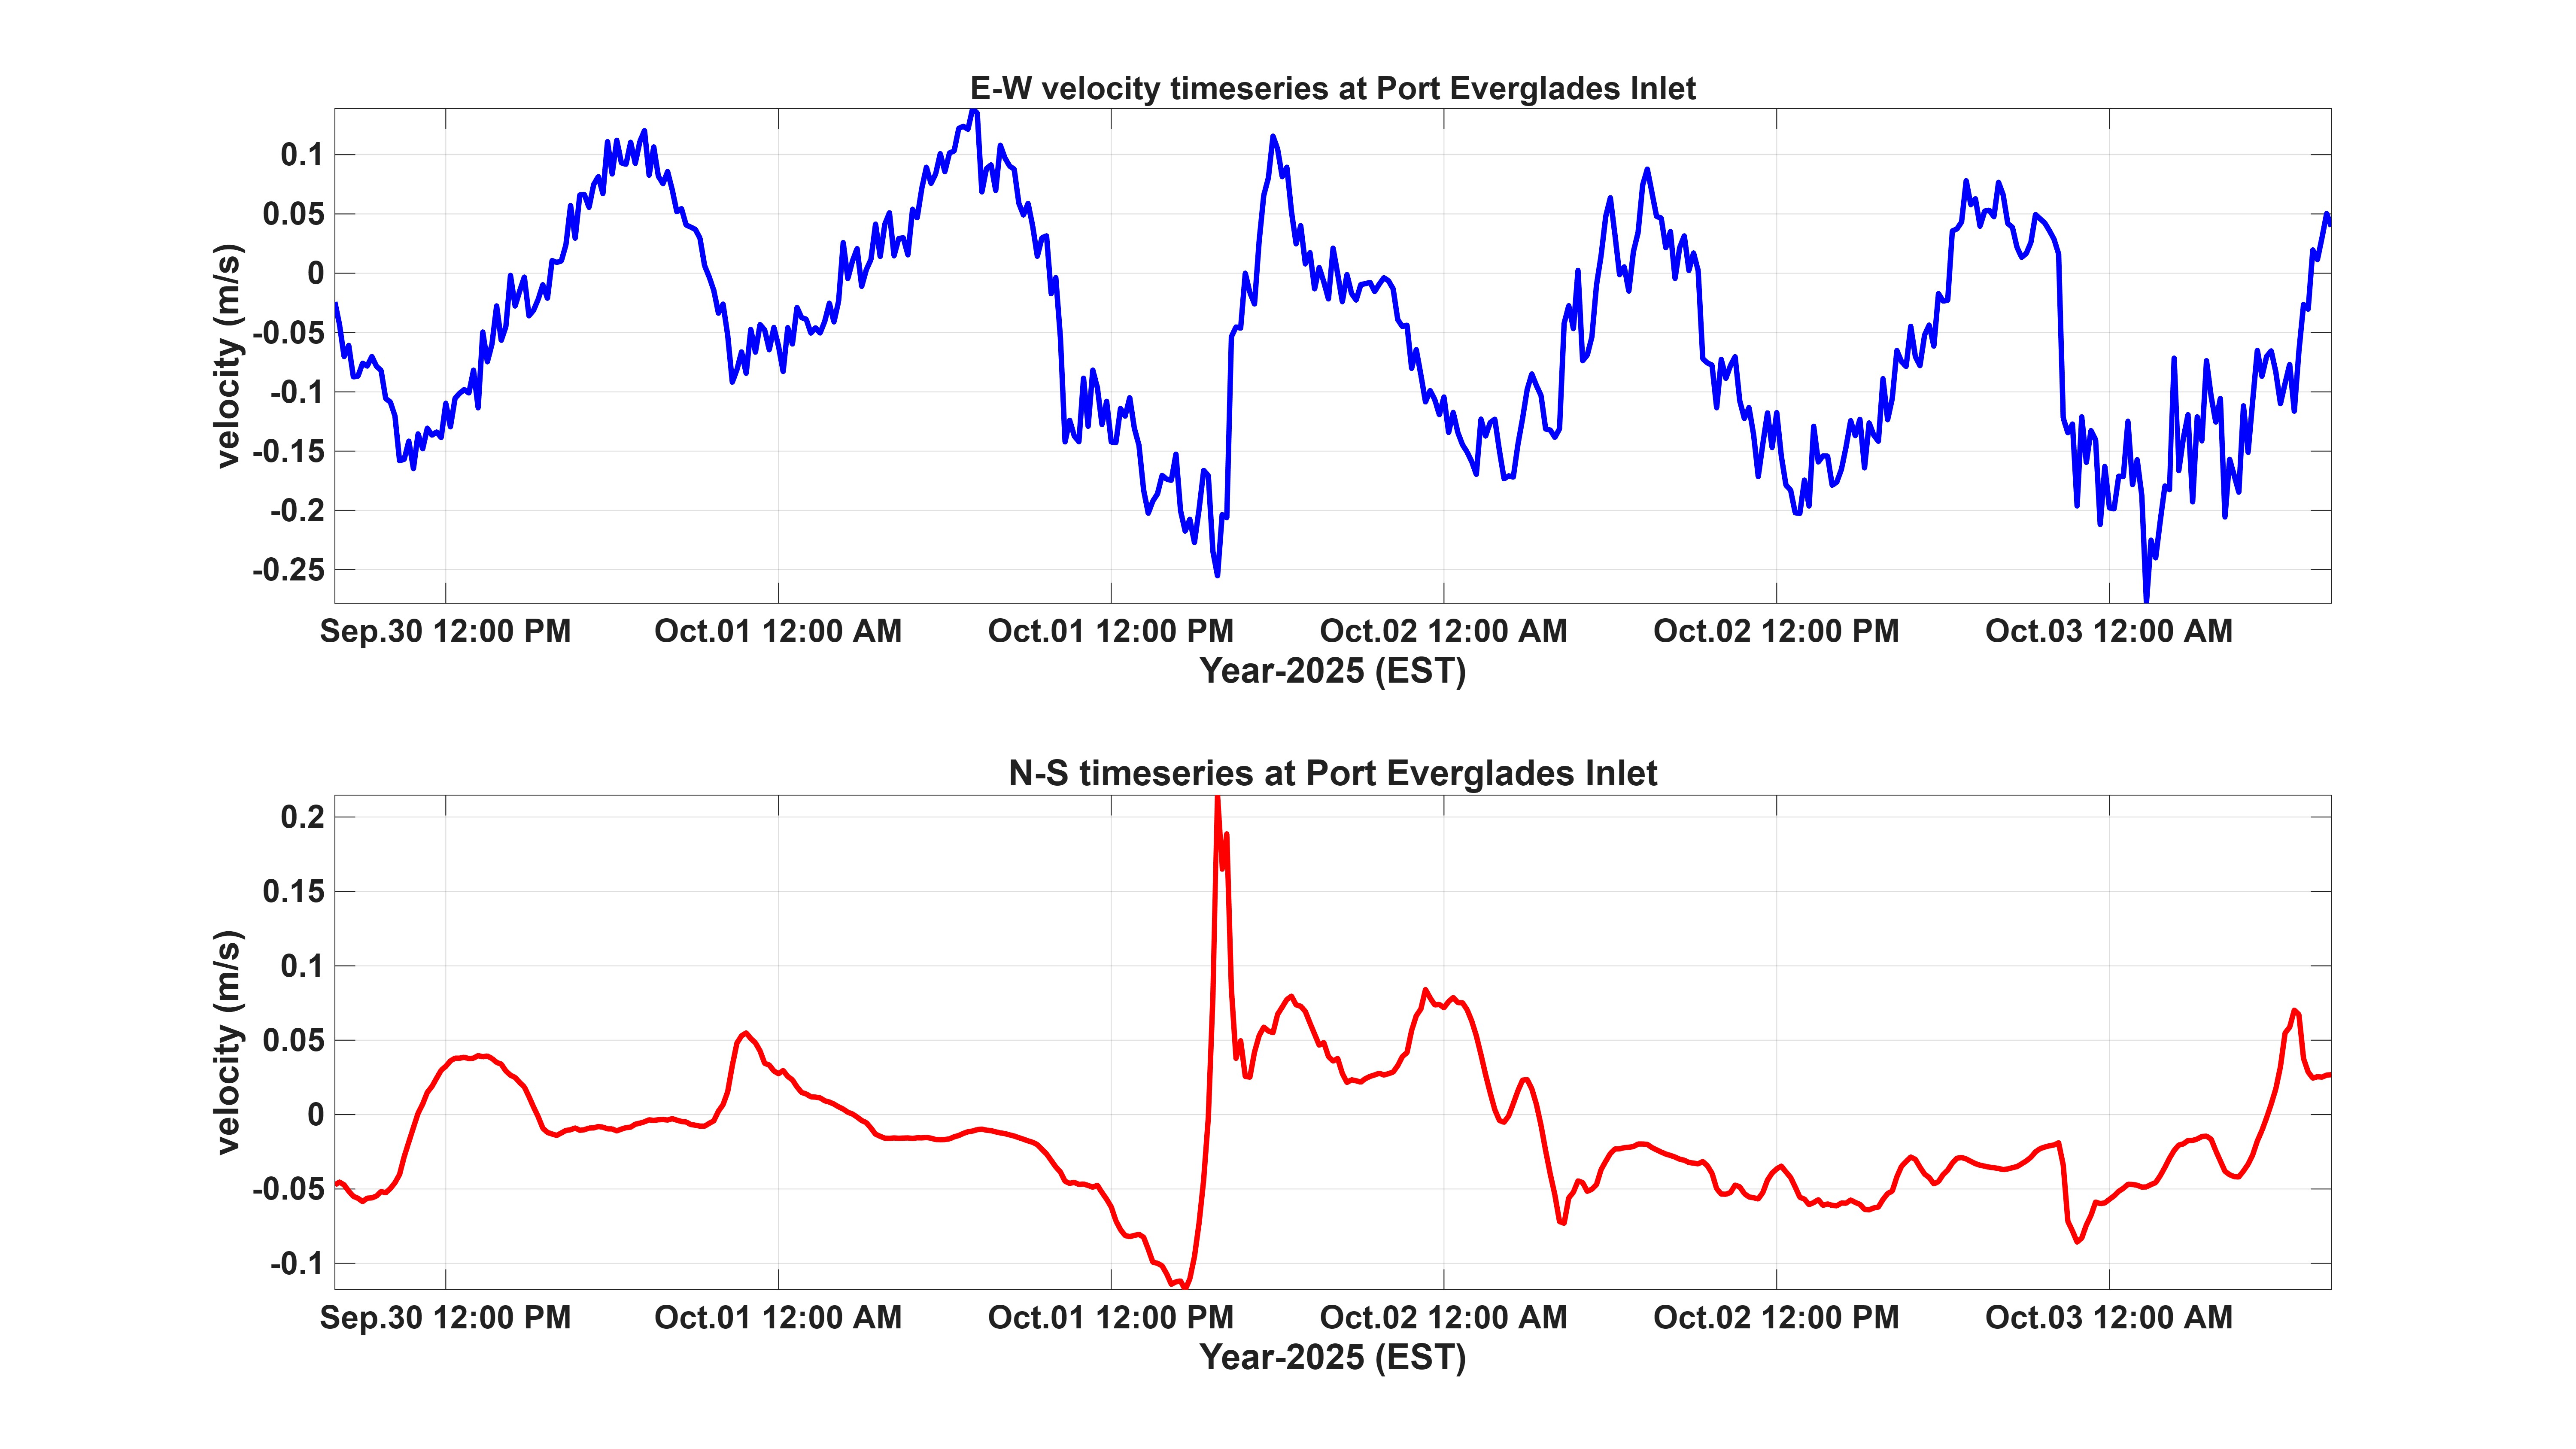 E-W velocity timeseries at Port Everglades Inlet
velocity (m/s)
0.1
0.05
0
-0.05
-0.1
-0.15
-0.2
-0.25
Sep.30 12:00 PM Oct.01 12:00 AM Oct.01 12:00 PM Oct.02 12:00 AM Oct.02 12:00 PM Oct.03 12:00 AM
Year-2025 (EST)
N-S timeseries at Port Everglades Inlet
velocity (m/s)
0.2
0.15
0.1
0.05
0
-0.05
-0.1
Sep.30 12:00 PM Oct.01 12:00 AM Oct.01 12:00 PM Oct.02 12:00 AM Oct.02 12:00 PM Oct.03 12:00 AM
Year-2025 (EST)